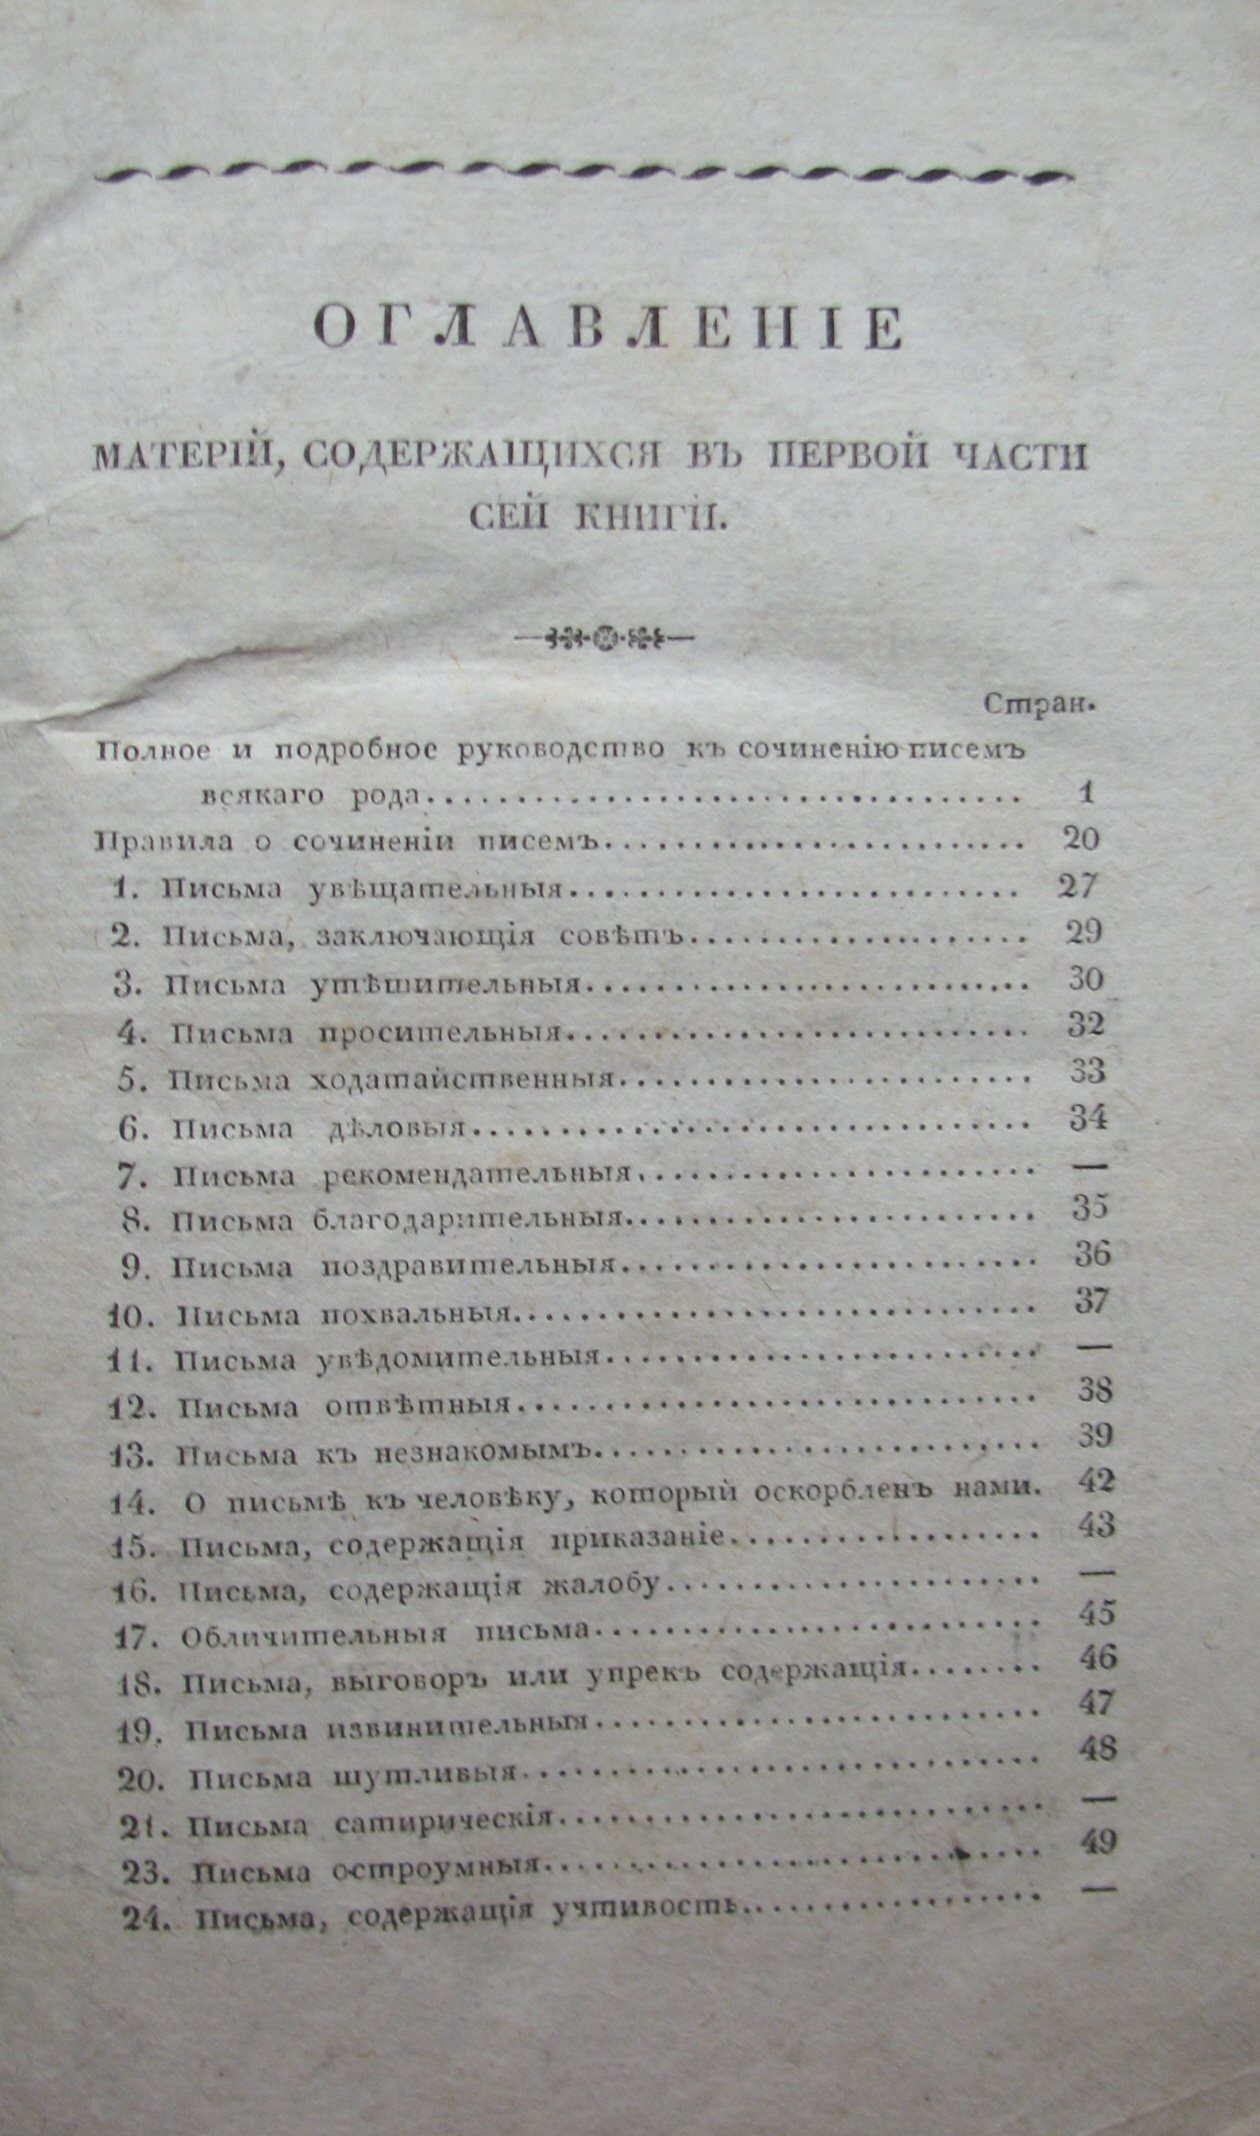 ОГЛАВЛЕНІЕ
МАТЕРІЙ, СОДЕРЖАЩИХСЯ ВЪ ПЕРВОЙ ЧАСТИ
СЕЙ КНИГИ.
Стран.
Полное и подробное руководство къ сочиненію писемъ
всякаго рода.................................... 1
Правила о сочиненіи писемъ......................... 20
1. Письма увѣщательныя........................... 27
2. Письма, заключающія совѣтъ.................... 29
3. Письма утѣшительныя........................... 30
4. Письма просительныя............................ 32
5. Письма ходатайственныя......................... 33
6. Письма дѣловыя................................. 34
7. Письма рекомендательныя........................ —
8. Письма благодарительныя........................ 35
9. Письма поздравительныя......................... 36
10. Письма похвальныя.............................. 37
11. Письма увѣдомительныя.......................... —
12. Письма отвѣтныя................................ 38
13. Письма къ незнакомымъ.......................... 39
14. О письмѣ къ человѣку, который оскорбленъ нами. 42
15. Письма, содержащія приказаніе................... 43
16. Письма, содержащія жалобу....................... —
17. Обличительныя письма........................... 45
18. Письма, выговоръ или упрекъ содержащія........ 46
19. Письма извинительныя........................... 47
20. Письма шутливыя................................ 48
21. Письма сатирическія............................. —
23. Письма остроумныя.............................. 49
24. Письма, содержащія учтивость................... —